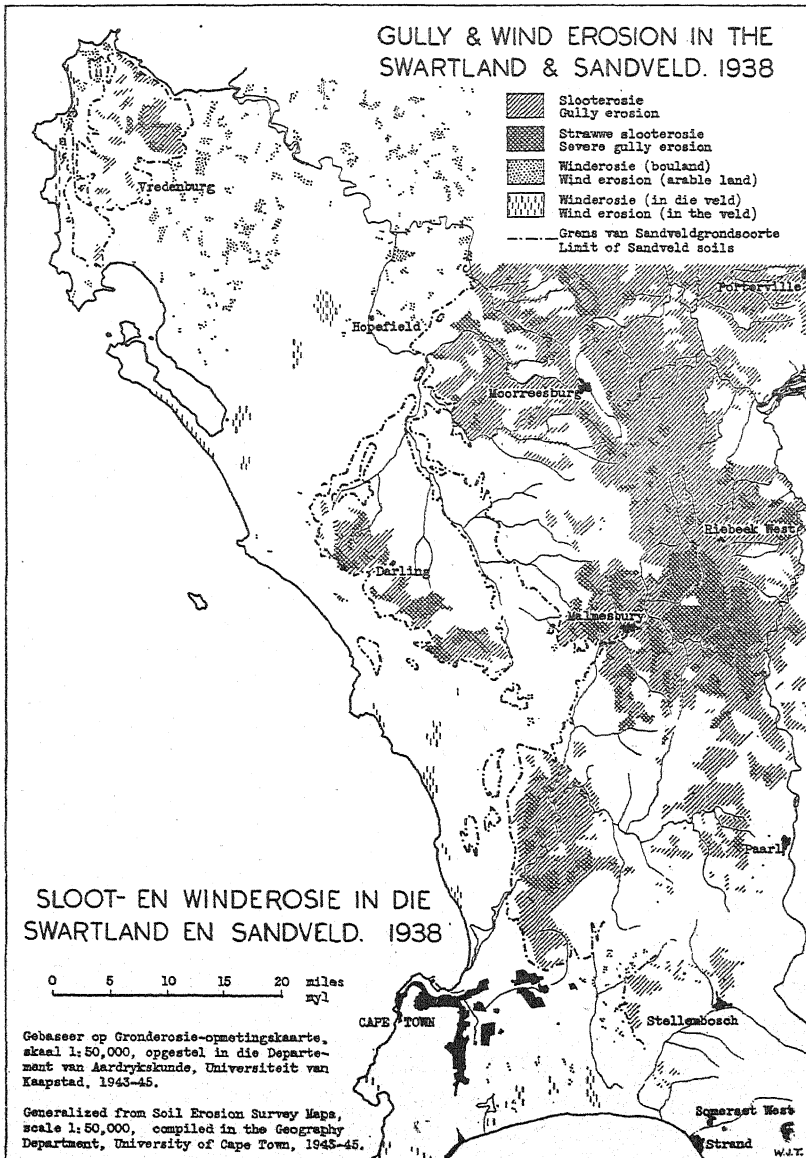 GULLY & WIND EROSION IN THE
SWARTLAND & SANDVELD. 1938
Slooterosie
Gully erosion
Strawwe slooterosie
Severe gully erosion
Winderosie (bouland)
Wind erosion (arable land)
Winderosie (in die veld)
Wind erosion (in the veld)
Grens van Sandveldgrondsoorte
Limit of Sandveld soils
Vredenburg
Porterville
Hopefield
Moorreesburg
Riebeek West
Darling
Malmesbury
Paarl
SLOOT- EN WINDEROSIE IN DIE
SWARTLAND EN SANDVELD. 1938
0 5 10 15 20 miles
myl
CAPE TOWN
Stellenbosch
Gebaseer op Gronderosie-opmetingskaarte,
skaal 1:50,000, opgestel in die Departe-
ment van Aardrykskunde, Universiteit van
Kaapstad, 1943-45.
Generalized from Soil Erosion Survey Maps,
scale 1:50,000, compiled in the Geography
Department, University of Cape Town, 1943-45.
Somerset West
Strand
W.J.T.